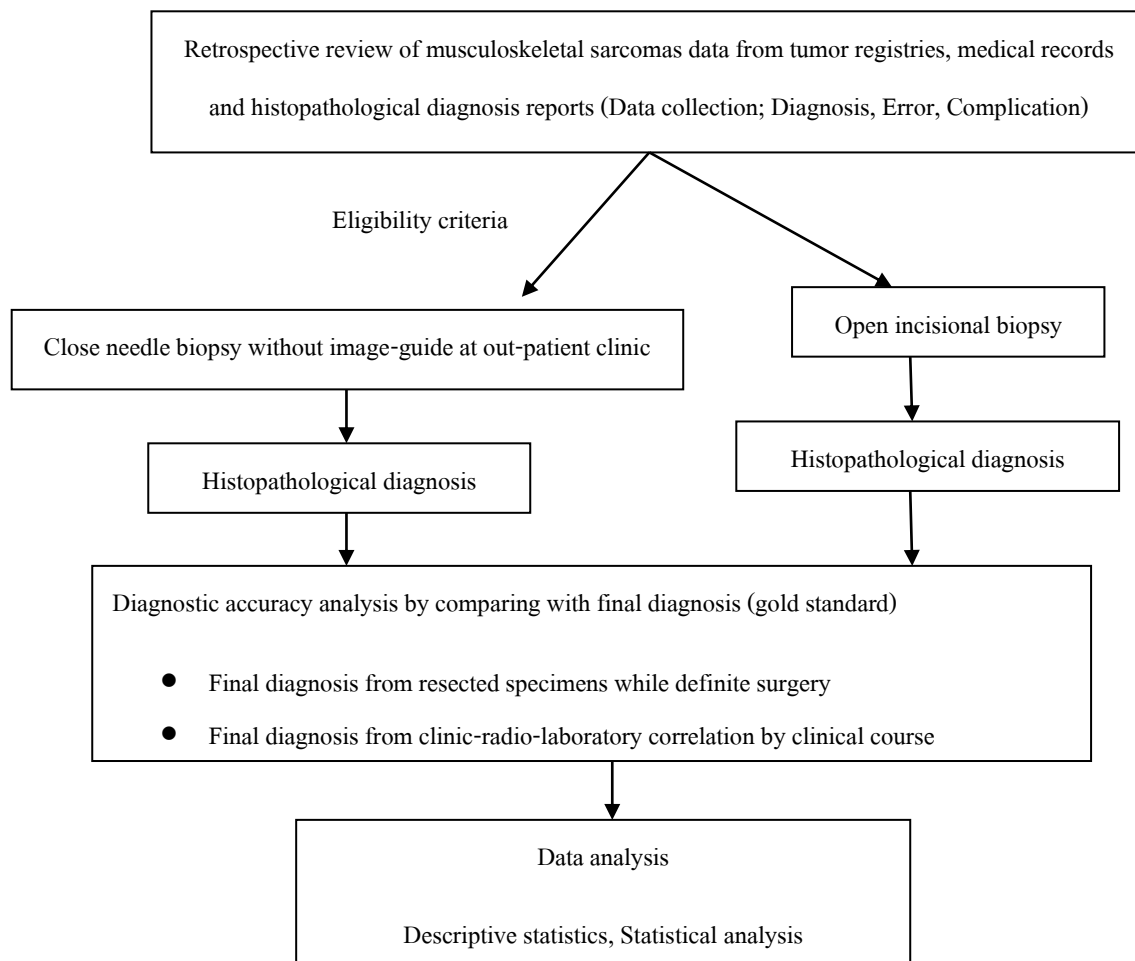 Retrospective review of musculoskeletal sarcomas data from tumor registries, medical records
and histopathological diagnosis reports (Data collection; Diagnosis, Error, Complication)
Eligibility criteria
Close needle biopsy without image-guide at out-patient clinic
Open incisional biopsy
Histopathological diagnosis
Histopathological diagnosis
Diagnostic accuracy analysis by comparing with final diagnosis (gold standard)
● Final diagnosis from resected specimens while definite surgery
● Final diagnosis from clinic-radio-laboratory correlation by clinical course
Data analysis
Descriptive statistics, Statistical analysis